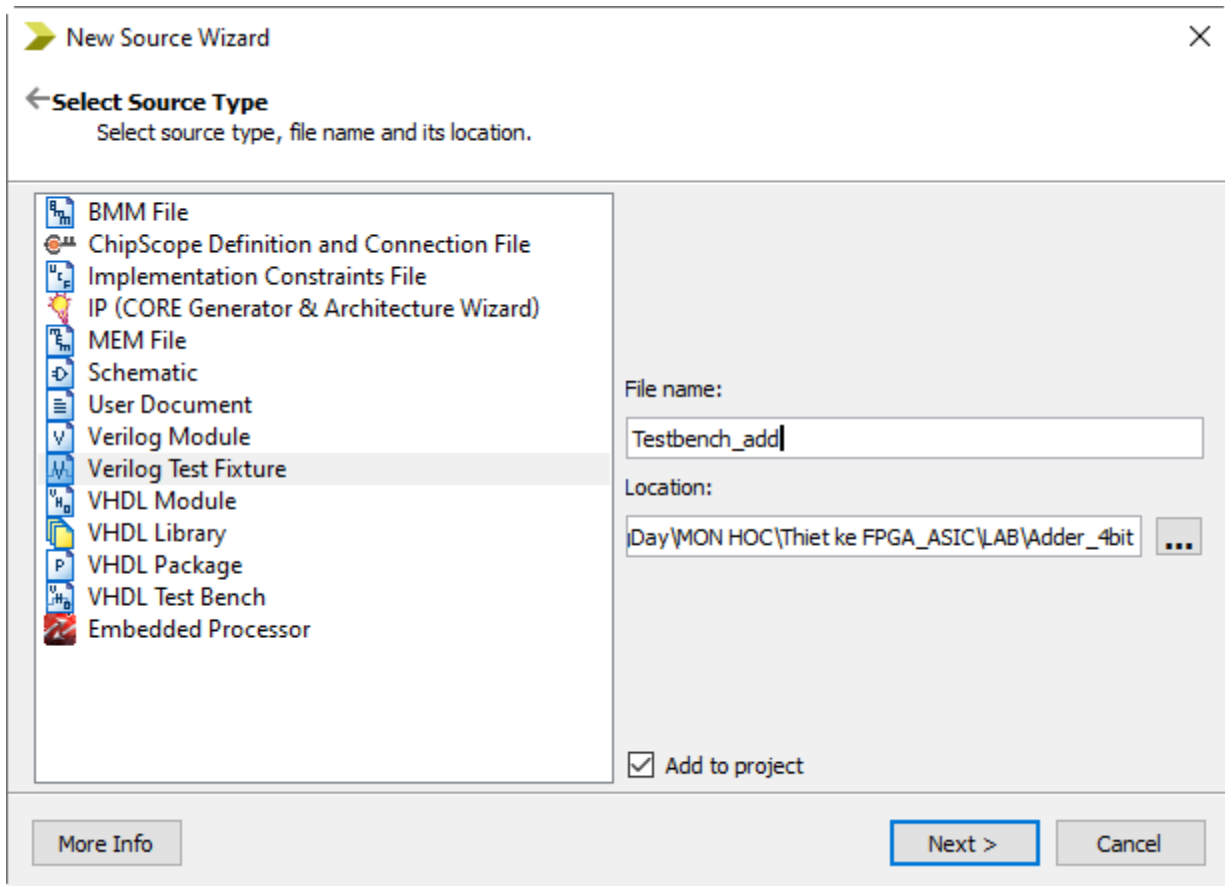 New Source Wizard
Select Source Type
Select source type, file name and its location.
BMM File
ChipScope Definition and Connection File
Implementation Constraints File
IP (CORE Generator & Architecture Wizard)
MEM File
Schematic
User Document
Verilog Module
Verilog Test Fixture
VHDL Module
VHDL Library
VHDL Package
VHDL Test Bench
Embedded Processor
File name:
Testbench_add
Location:
Day\MON HOC\Thiet ke FPGA_ASIC\LAB\Adder_4bit
...
Add to project
More Info
Next >
Cancel